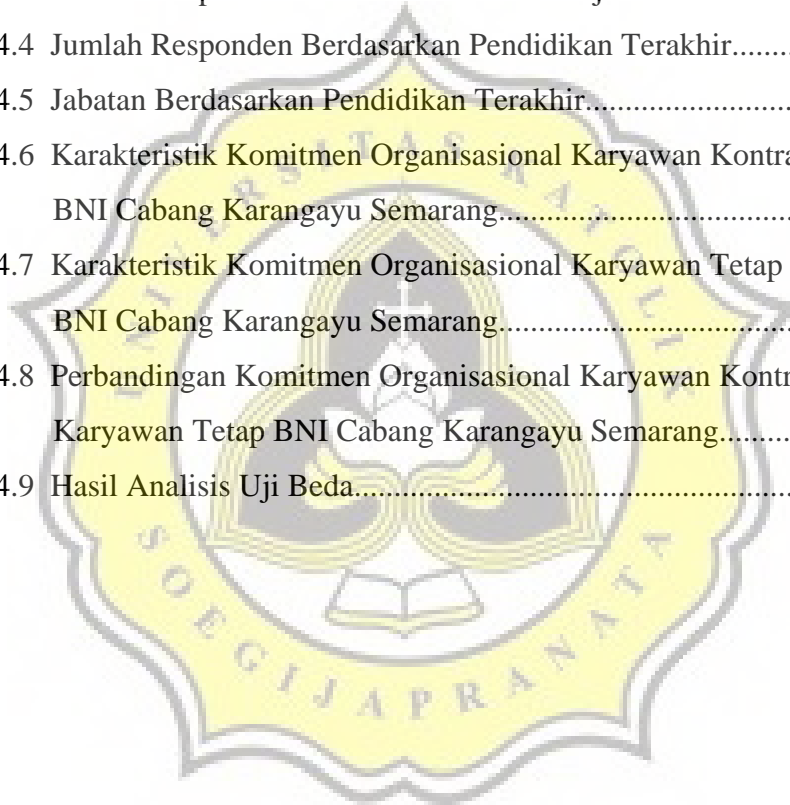 4.4 Jumlah Responden Berdasarkan Pendidikan Terakhir........
4.5 Jabatan Berdasarkan Pendidikan Terakhir........................
4.6 Karakteristik Komitmen Organisasional Karyawan Kontra
BNI Cabang Karangayu Semarang....................................
4.7 Karakteristik Komitmen Organisasional Karyawan Tetap
BNI Cabang Karangayu Semarang....................................
4.8 Perbandingan Komitmen Organisasional Karyawan Kontr
Karyawan Tetap BNI Cabang Karangayu Semarang.........
4.9 Hasil Analisis Uji Beda.....................................................
UNIVERSITAS KATOLIK
SOEGIJAPRANATA